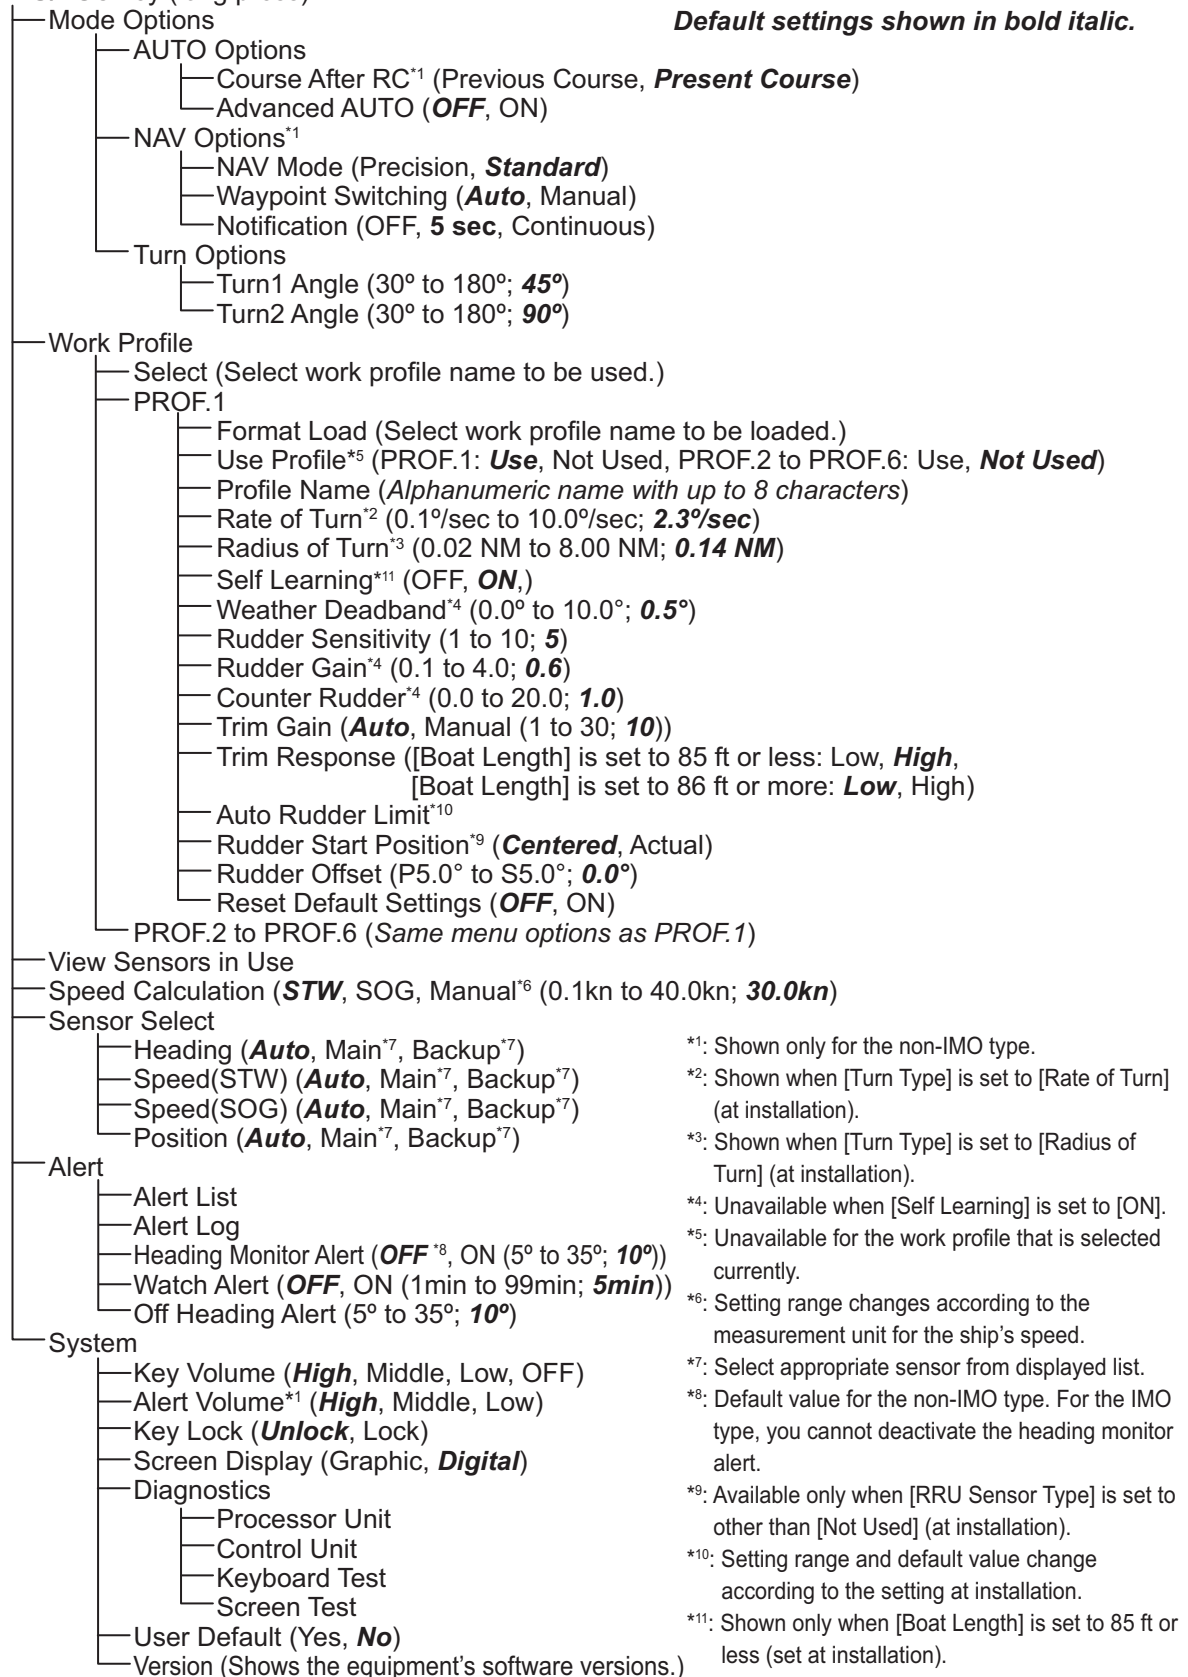 Mode Options
Default settings shown in bold italic.
AUTO Options
Course After RC*1 (Previous Course, Present Course)
Advanced AUTO (OFF, ON)
NAV Options*1
NAV Mode (Precision, Standard)
Waypoint Switching (Auto, Manual)
Notification (OFF, 5 sec, Continuous)
Turn Options
Turn1 Angle (30º to 180º; 45º)
Turn2 Angle (30º to 180º; 90º)
Work Profile
Select (Select work profile name to be used.)
PROF.1
Format Load (Select work profile name to be loaded.)
Use Profile*5 (PROF.1: Use, Not Used, PROF.2 to PROF.6: Use, Not Used)
Profile Name (Alphanumeric name with up to 8 characters)
Rate of Turn*2 (0.1º/sec to 10.0º/sec; 2.3º/sec)
Radius of Turn*3 (0.02 NM to 8.00 NM; 0.14 NM)
Self Learning*11 (OFF, ON,)
Weather Deadband*4 (0.0º to 10.0°; 0.5°)
Rudder Sensitivity (1 to 10; 5)
Rudder Gain*4 (0.1 to 4.0; 0.6)
Counter Rudder*4 (0.0 to 20.0; 1.0)
Trim Gain (Auto, Manual (1 to 30; 10))
Trim Response ([Boat Length] is set to 85 ft or less: Low, High,
[Boat Length] is set to 86 ft or more: Low, High)
Auto Rudder Limit*10
Rudder Start Position*9 (Centered, Actual)
Rudder Offset (P5.0° to S5.0°; 0.0°)
Reset Default Settings (OFF, ON)
PROF.2 to PROF.6 (Same menu options as PROF.1)
View Sensors in Use
Speed Calculation (STW, SOG, Manual*6 (0.1kn to 40.0kn; 30.0kn)
Sensor Select
Heading (Auto, Main*7, Backup*7)
Speed(STW) (Auto, Main*7, Backup*7)
Speed(SOG) (Auto, Main*7, Backup*7)
Position (Auto, Main*7, Backup*7)
Alert
Alert List
Alert Log
Heading Monitor Alert (OFF *8, ON (5º to 35º; 10º))
Watch Alert (OFF, ON (1min to 99min; 5min))
Off Heading Alert (5º to 35º; 10º)
System
Key Volume (High, Middle, Low, OFF)
Alert Volume*1 (High, Middle, Low)
Key Lock (Unlock, Lock)
Screen Display (Graphic, Digital)
Diagnostics
Processor Unit
Control Unit
Keyboard Test
Screen Test
User Default (Yes, No)
Version (Shows the equipment's software versions.)
*1: Shown only for the non-IMO type.
*2: Shown when [Turn Type] is set to [Rate of Turn]
(at installation).
*3: Shown when [Turn Type] is set to [Radius of
Turn] (at installation).
*4: Unavailable when [Self Learning] is set to [ON].
*5: Unavailable for the work profile that is selected
currently.
*6: Setting range changes according to the
measurement unit for the ship's speed.
*7: Select appropriate sensor from displayed list.
*8: Default value for the non-IMO type. For the IMO
type, you cannot deactivate the heading monitor
alert.
*9: Available only when [RRU Sensor Type] is set to
other than [Not Used] (at installation).
*10: Setting range and default value change
according to the setting at installation.
*11: Shown only when [Boat Length] is set to 85 ft or
less (set at installation).